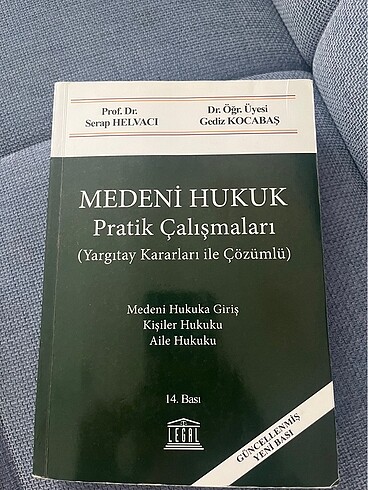 Prof. Dr.
Serap HELVACI
Dr. Öğr. Üyesi
Gediz KOCABAŞ
MEDENİ HUKUK
Pratik Çalışmaları
(Yargıtay Kararları ile Çözümlü)
Medeni Hukuka Giriş
Kişiler Hukuku
Aile Hukuku
14. Bası
LEGAL
GÜNCELLENMİŞ
YENİ BASI